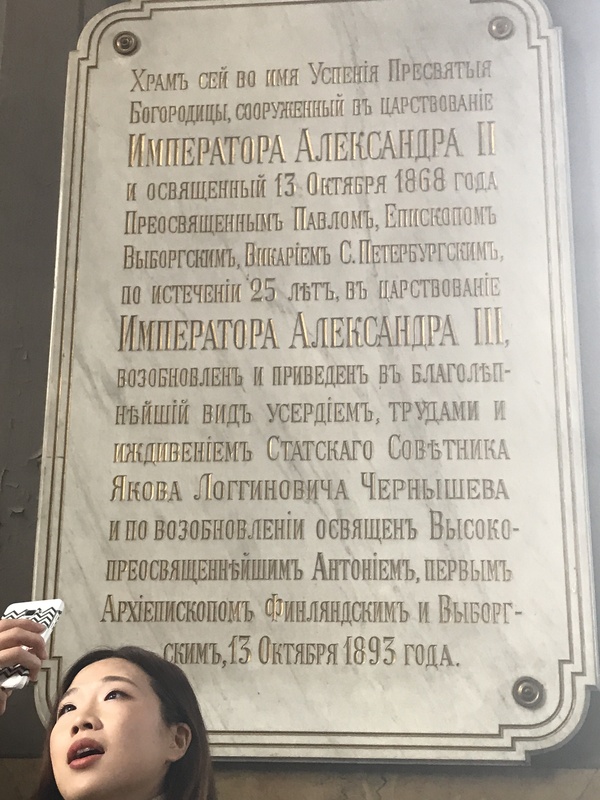 Храмъ сей во имя Успенія Пресвятыя
Богородицы, сооруженный въ царствованіе
Императора Александра II
и освященный 13 Октября 1868 года
Преосвященнымъ Павломъ, Епископомъ
Выборгскимъ, Викаріемъ С. Петербургскимъ,
по истеченіи 25 лѣтъ, въ царствованіе
Императора Александра III,
возобновленъ и приведенъ въ благолѣп-
нѣйшій видъ усердіемъ, трудами и
иждивеніемъ Статскаго Совѣтника
Якова Логгиновича Чернышева
и по возобновленіи освященъ Высоко-
преосвященнѣйшимъ Антоніемъ, первымъ
Архіепископомъ Финляндскимъ и Выборг-
скимъ, 13 Октября 1893 года.